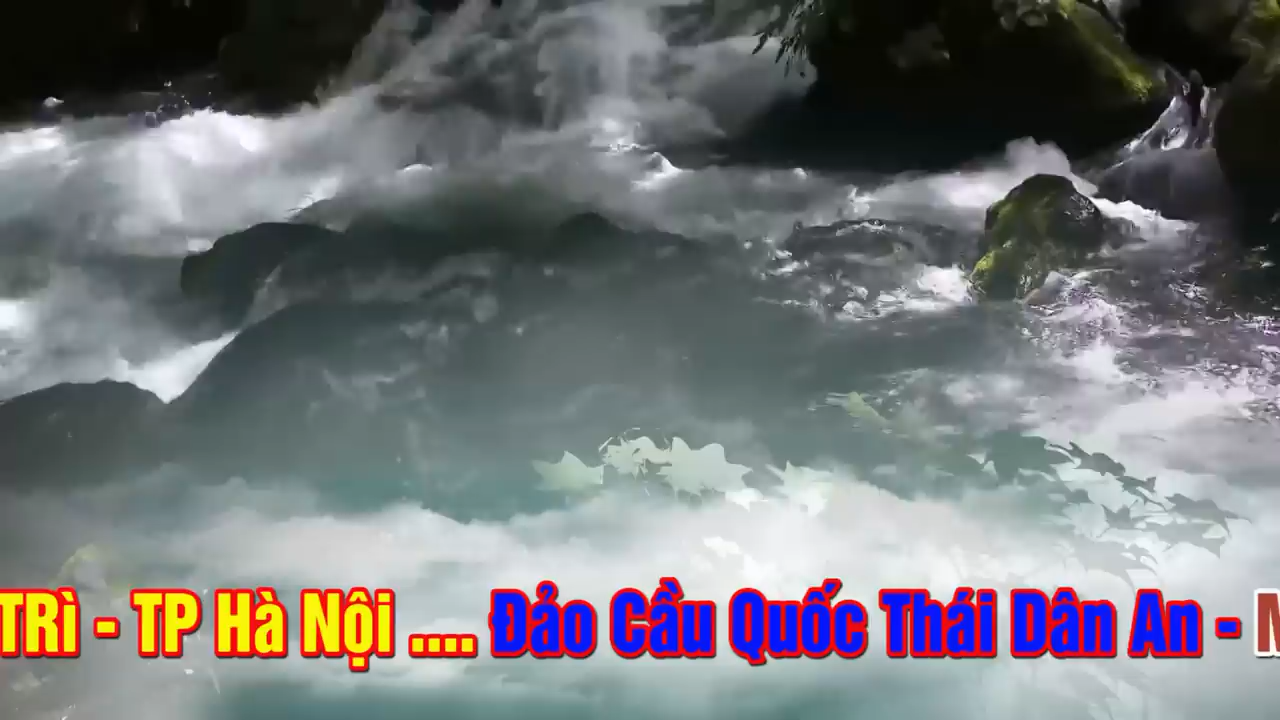 TRì - TP Hà Nội .... Đảo Cầu Quốc Thái Dân An -